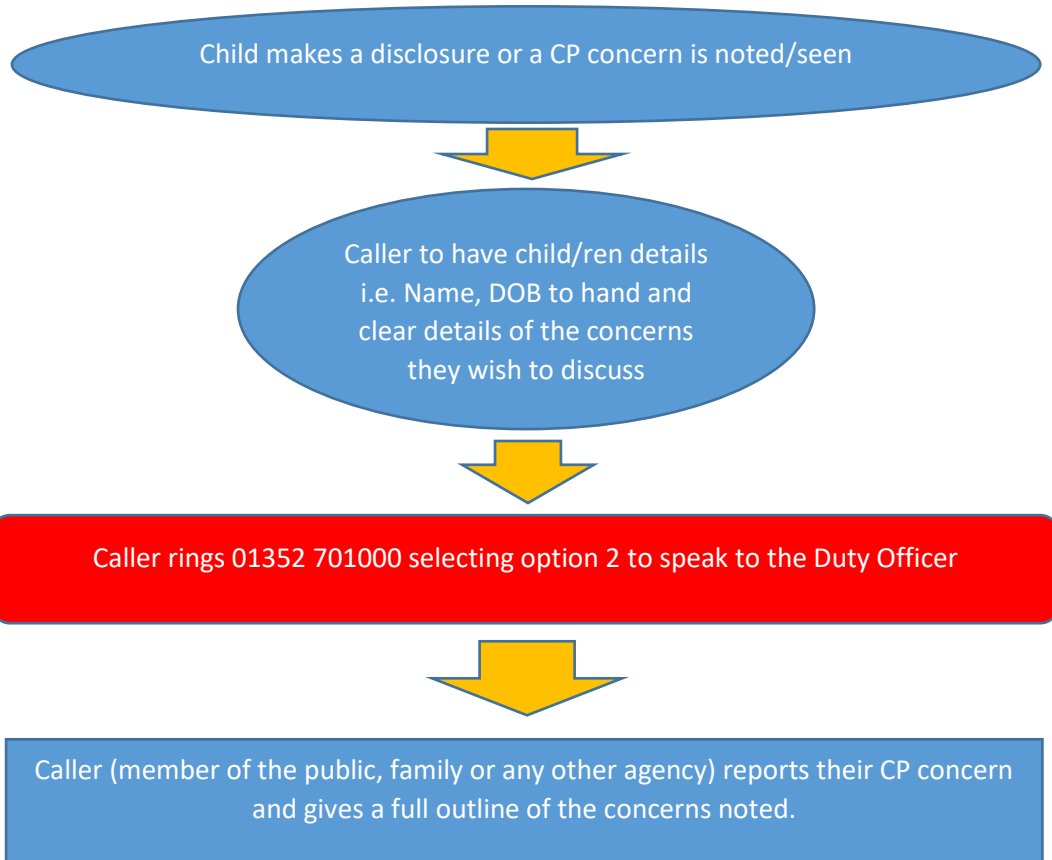 Child makes a disclosure or a CP concern is noted/seen
Caller to have child/ren details
i.e. Name, DOB to hand and
clear details of the concerns
they wish to discuss
Caller rings 01352 701000 selecting option 2 to speak to the Duty Officer
Caller (member of the public, family or any other agency) reports their CP concern
and gives a full outline of the concerns noted.